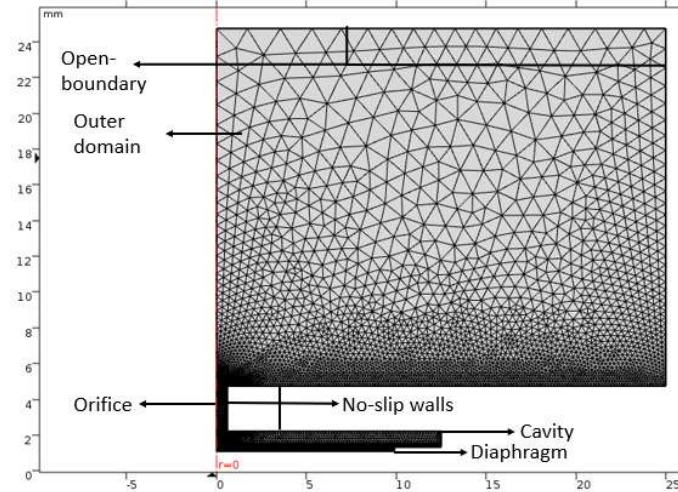 mm
24
22
Open-
boundary
20
Outer
domain
18
16
14
12
10
8
6
4
Orifice
No-slip walls
2
Cavity
Diaphragm
0
r=0
-5
0
5
10
15
20
25